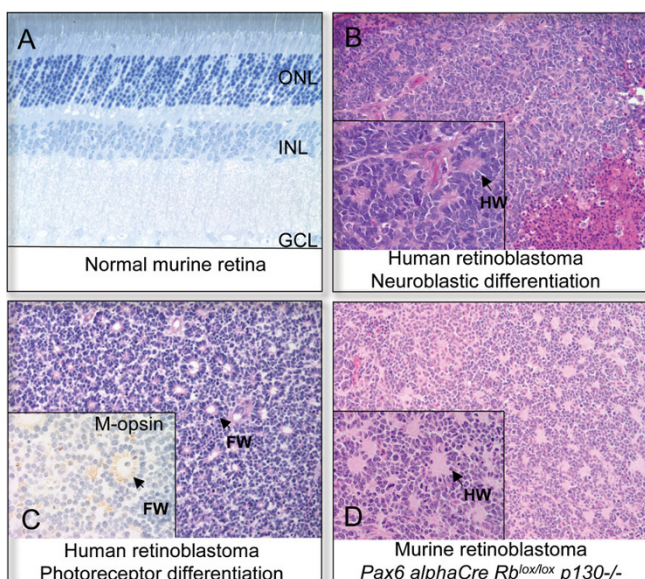 A
ONL
INL
GCL
Normal murine retina
B
HW
Human retinoblastoma
Neuroblastic differentiation
FW
M-opsin
FW
C
Human retinoblastoma
Photoreceptor differentiation
HW
D
Murine retinoblastoma
Pax6 alphaCre Rblox/lox p130-/-